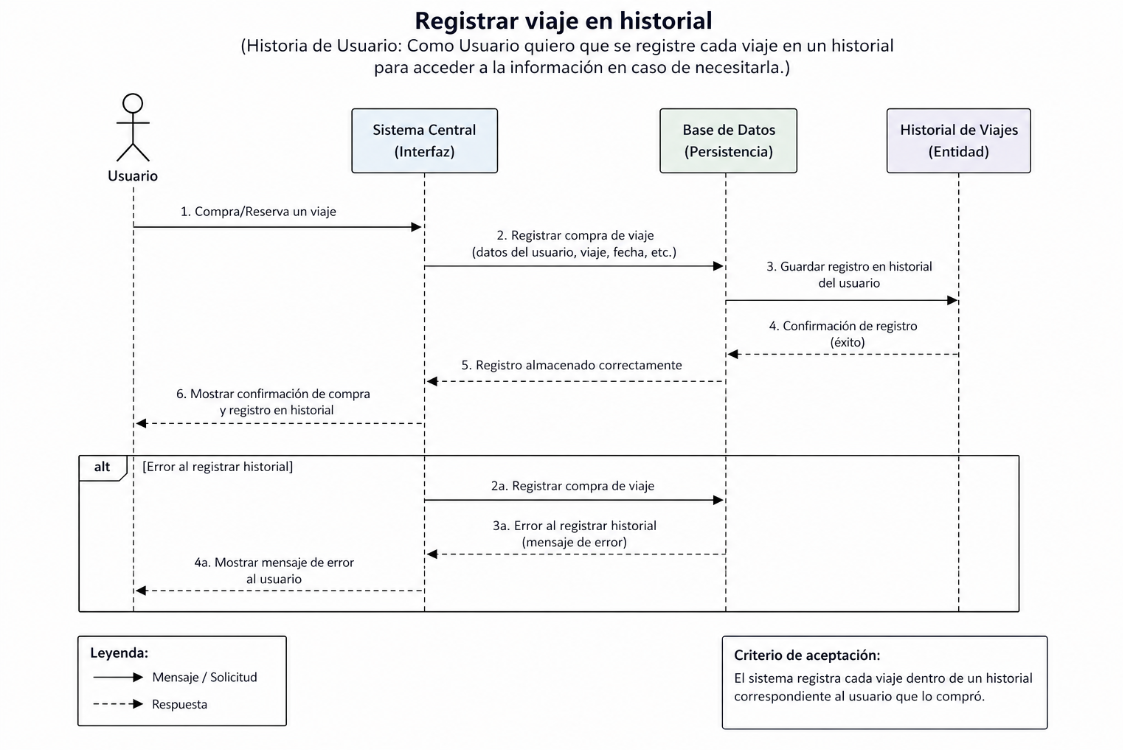 Registrar viaje en historial
(Historia de Usuario: Como Usuario quiero que se registre cada viaje en un historial
para acceder a la información en caso de necesitarla.)
Usuario
Sistema Central
(Interfaz)
Base de Datos
(Persistencia)
Historial de Viajes
(Entidad)
1. Compra/Reserva un viaje
2. Registrar compra de viaje
(datos del usuario, viaje, fecha, etc.)
3. Guardar registro en historial
del usuario
4. Confirmación de registro
(éxito)
5. Registro almacenado correctamente
6. Mostrar confirmación de compra
y registro en historial
alt
[Error al registrar historial]
2a. Registrar compra de viaje
3a. Error al registrar historial
(mensaje de error)
4a. Mostrar mensaje de error
al usuario
Leyenda:
Mensaje / Solicitud
Respuesta
Criterio de aceptación:
El sistema registra cada viaje dentro de un historial
correspondiente al usuario que lo compró.